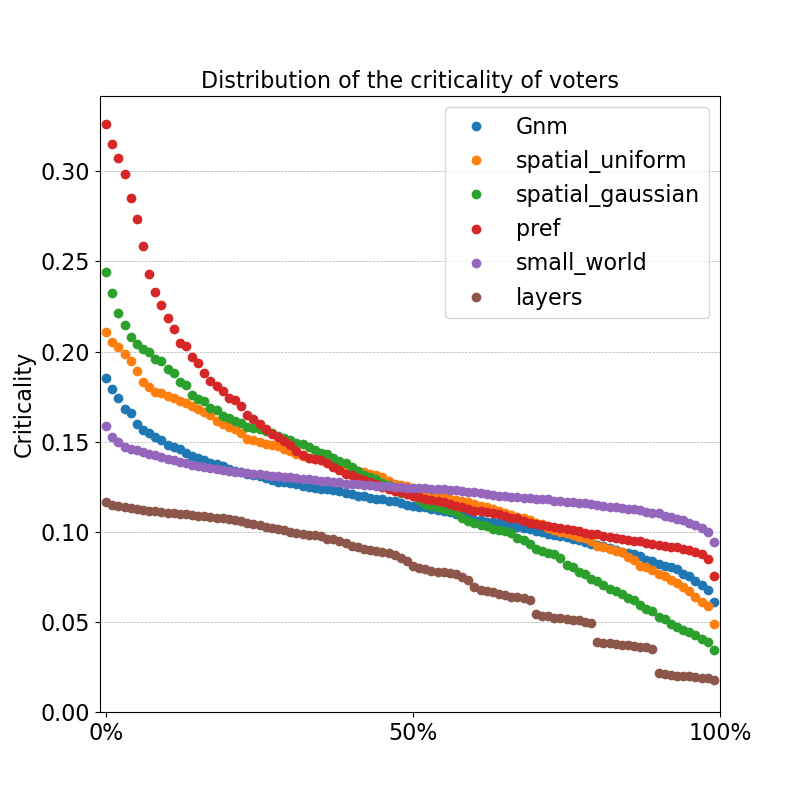 Distribution of the criticality of voters
Criticality
0.30
0.25
0.20
0.15
0.10
0.05
0.00
0%
50%
100%
Gnm
spatial_uniform
spatial_gaussian
pref
small_world
layers